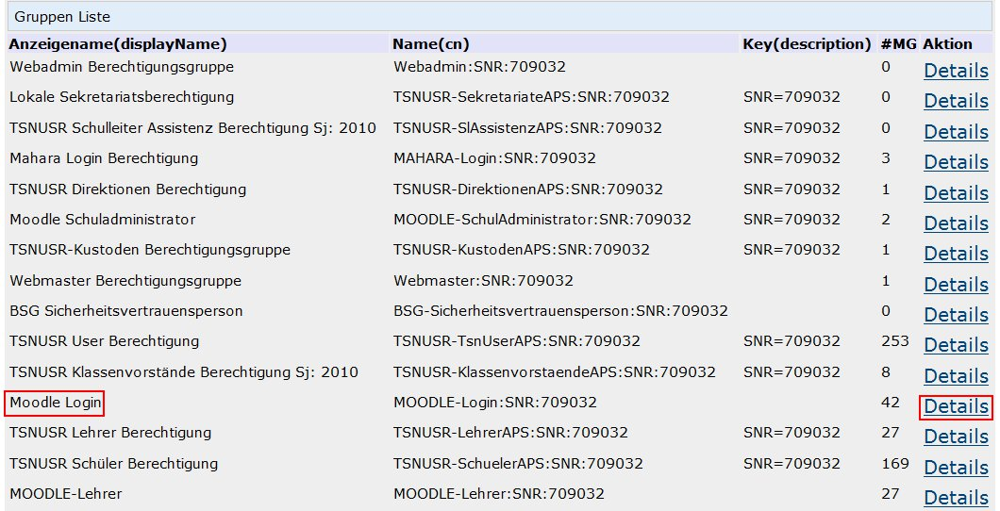 Gruppen Liste
Anzeigename(displayName) Name(cn) Key(description) #MG Aktion
Webadmin Berechtigungsgruppe Webadmin:SNR:709032 0 Details
Lokale Sekretariatsberechtigung TSNUSR-SekretariateAPS:SNR:709032 SNR=709032 0 Details
TSNUSR Schulleiter Assistenz Berechtigung Sj: 2010 TSNUSR-SlAssistenzAPS:SNR:709032 SNR=709032 0 Details
Mahara Login Berechtigung MAHARA-Login:SNR:709032 SNR=709032 3 Details
TSNUSR Direktionen Berechtigung TSNUSR-DirektionenAPS:SNR:709032 SNR=709032 1 Details
Moodle Schuladministrator MOODLE-SchulAdministrator:SNR:709032 SNR=709032 2 Details
TSNUSR-Kustoden Berechtigungsgruppe TSNUSR-KustodenAPS:SNR:709032 SNR=709032 1 Details
Webmaster Berechtigungsgruppe Webmaster:SNR:709032 1 Details
BSG Sicherheitsvertrauensperson BSG-Sicherheitsvertrauensperson:SNR:709032 0 Details
TSNUSR User Berechtigung TSNUSR-TsnUserAPS:SNR:709032 SNR=709032 253 Details
TSNUSR Klassenvorstände Berechtigung Sj: 2010 TSNUSR-KlassenvorstaendeAPS:SNR:709032 SNR=709032 8 Details
Moodle Login MOODLE-Login:SNR:709032 42 Details
TSNUSR Lehrer Berechtigung TSNUSR-LehrerAPS:SNR:709032 SNR=709032 27 Details
TSNUSR Schüler Berechtigung TSNUSR-SchuelerAPS:SNR:709032 SNR=709032 169 Details
MOODLE-Lehrer MOODLE-Lehrer:SNR:709032 27 Details